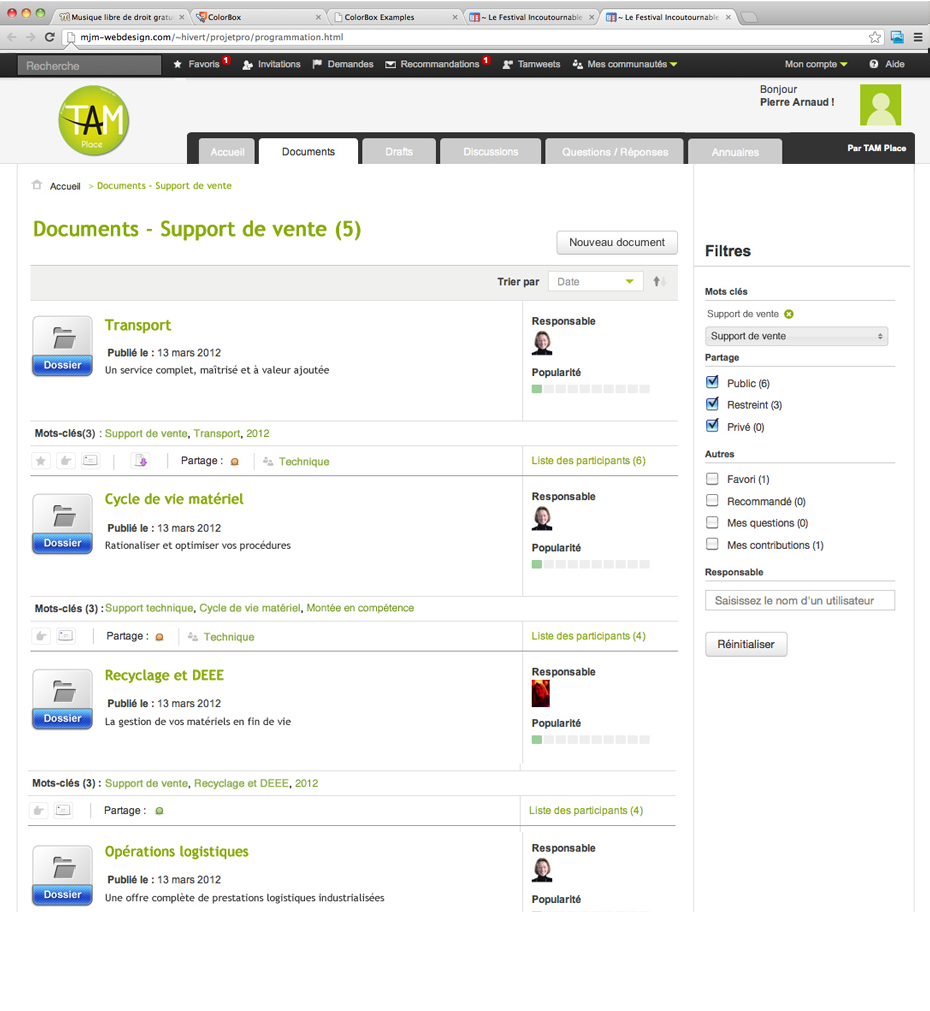 Musique libre de droit gratu
ColorBox
ColorBox Examples
~ Le Festival Incoutournable
~ Le Festival Incoutournable
mjm-webdesign.com/~hivert/projetpro/programmation.html
Recherche
Favoris 1
Invitations
Demandes
Recommandations 1
Tamweets
Mes communautés
Mon compte
Aide
TAM
Place
Bonjour
Pierre Arnaud !
Accueil
Documents
Drafts
Discussions
Questions / Réponses
Annuaires
Par TAM Place
Accueil > Documents - Support de vente
Documents - Support de vente (5)
Nouveau document
Trier par Date
Transport
Dossier
Publié le : 13 mars 2012
Un service complet, maîtrisé et à valeur ajoutée
Responsable
Popularité
Mots-clés(3) : Support de vente, Transport, 2012
Partage : Technique
Liste des participants (6)
Cycle de vie matériel
Dossier
Publié le : 13 mars 2012
Rationaliser et optimiser vos procédures
Responsable
Popularité
Mots-clés (3) : Support technique, Cycle de vie matériel, Montée en compétence
Partage : Technique
Liste des participants (4)
Recyclage et DEEE
Dossier
Publié le : 13 mars 2012
La gestion de vos matériels en fin de vie
Responsable
Popularité
Mots-clés (3) : Support de vente, Recyclage et DEEE, 2012
Partage :
Liste des participants (4)
Opérations logistiques
Dossier
Publié le : 13 mars 2012
Une offre complète de prestations logistiques industrialisées
Responsable
Popularité
Filtres
Mots clés
Support de vente
Support de vente
Partage
Public (6)
Restreint (3)
Privé (0)
Autres
Favori (1)
Recommandé (0)
Mes questions (0)
Mes contributions (1)
Responsable
Saisissez le nom d'un utilisateur
Réinitialiser